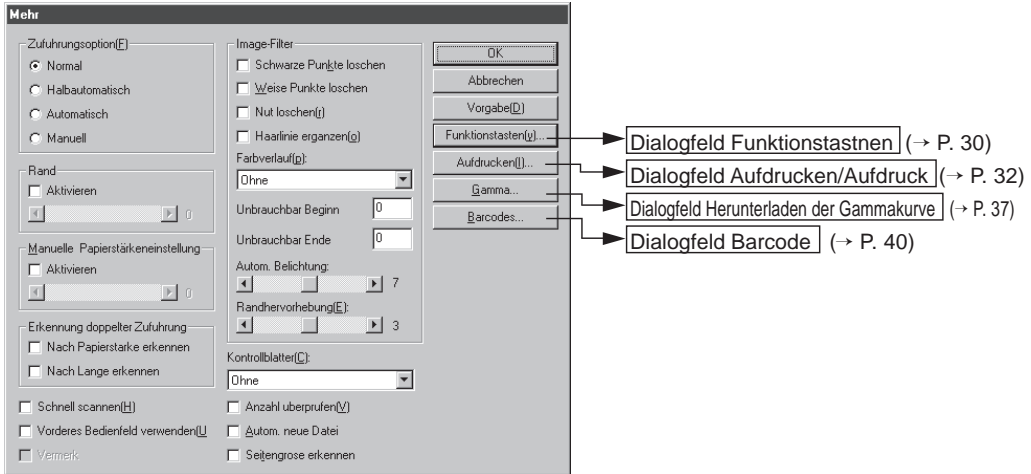 Mehr
Zufuhrungsoption(F)
Normal
Halbautomatisch
Automatisch
Manuell
Rand
Aktivieren
0
Manuelle Papierstärkeneinstellung
Aktivieren
0
Erkennung doppelter Zufuhrung
Nach Papierstarke erkennen
Nach Lange erkennen
Schnell scannen(H)
Vorderes Bedienfeld verwenden(U
Vermerk
Image-Filter
Schwarze Punkte loschen
Weise Punkte loschen
Nut loschen(r)
Haarlinie erganzen(o)
Farbverlauf(p):
Ohne
Unbrauchbar Beginn 0
Unbrauchbar Ende 0
Autom. Belichtung:
7
Randhervorhebung(E):
3
Kontrollblatter(C):
Ohne
Anzahl uberprufen(V)
Autom. neue Datei
Seitengrose erkennen
OK
Abbrechen
Vorgabe(D)
Funktionstasten(y)...
Aufdrucken(I)...
Gamma...
Barcodes...
Dialogfeld Funktionstastnen (→ P. 30)
Dialogfeld Aufdrucken/Aufdruck (→ P. 32)
Dialogfeld Herunterladen der Gammakurve (→ P. 37)
Dialogfeld Barcode (→ P. 40)